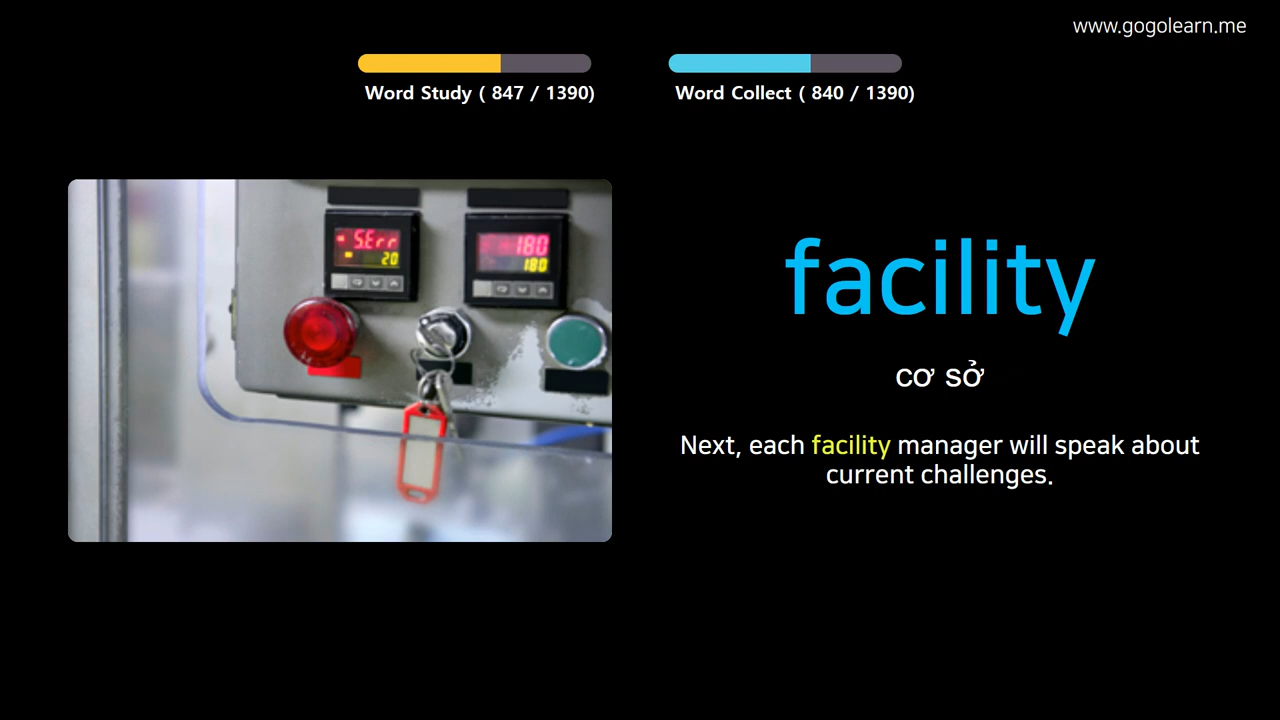 www.gogolearn.me
Word Study ( 847 / 1390)
Word Collect ( 840 / 1390)
S.Err
20
180
180
facility
cơ sở
Next, each facility manager will speak about
current challenges.